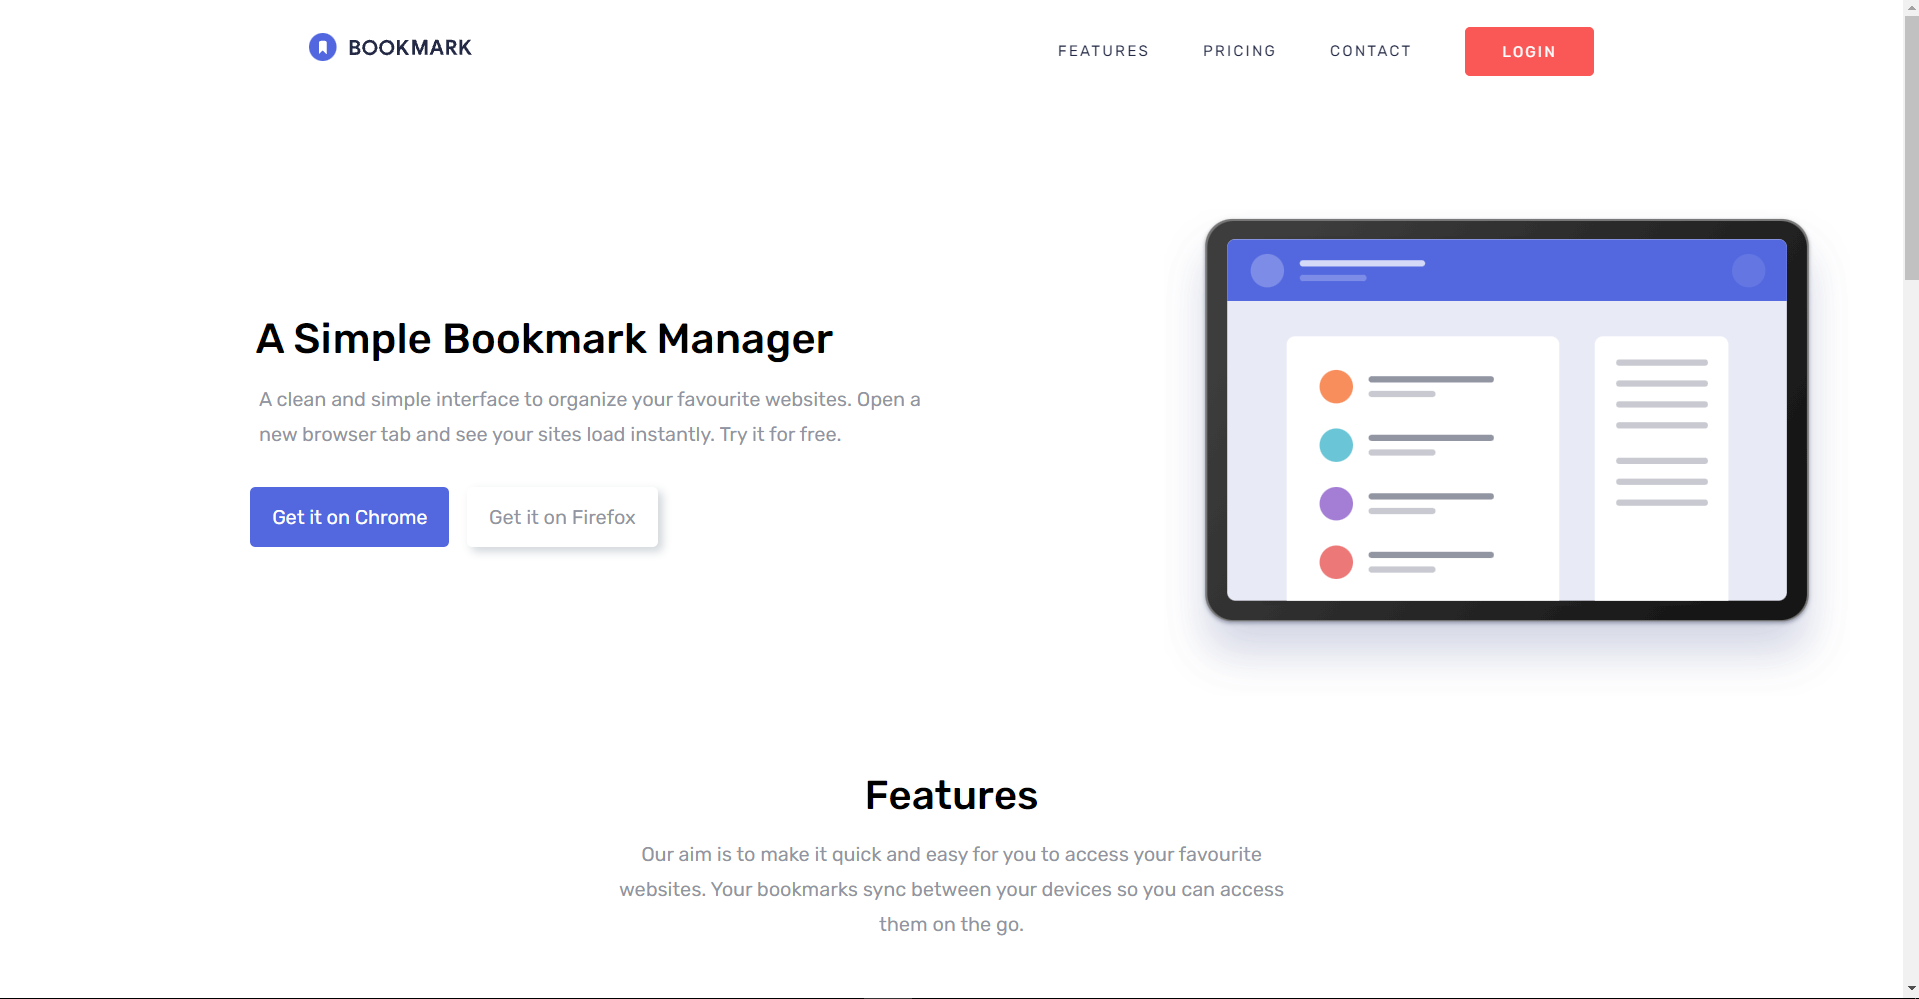 BOOKMARK
FEATURES
PRICING
CONTACT
LOGIN
A Simple Bookmark Manager
A clean and simple interface to organize your favourite websites. Open a
new browser tab and see your sites load instantly. Try it for free.
Get it on Chrome
Get it on Firefox
Features
Our aim is to make it quick and easy for you to access your favourite
websites. Your bookmarks sync between your devices so you can access
them on the go.